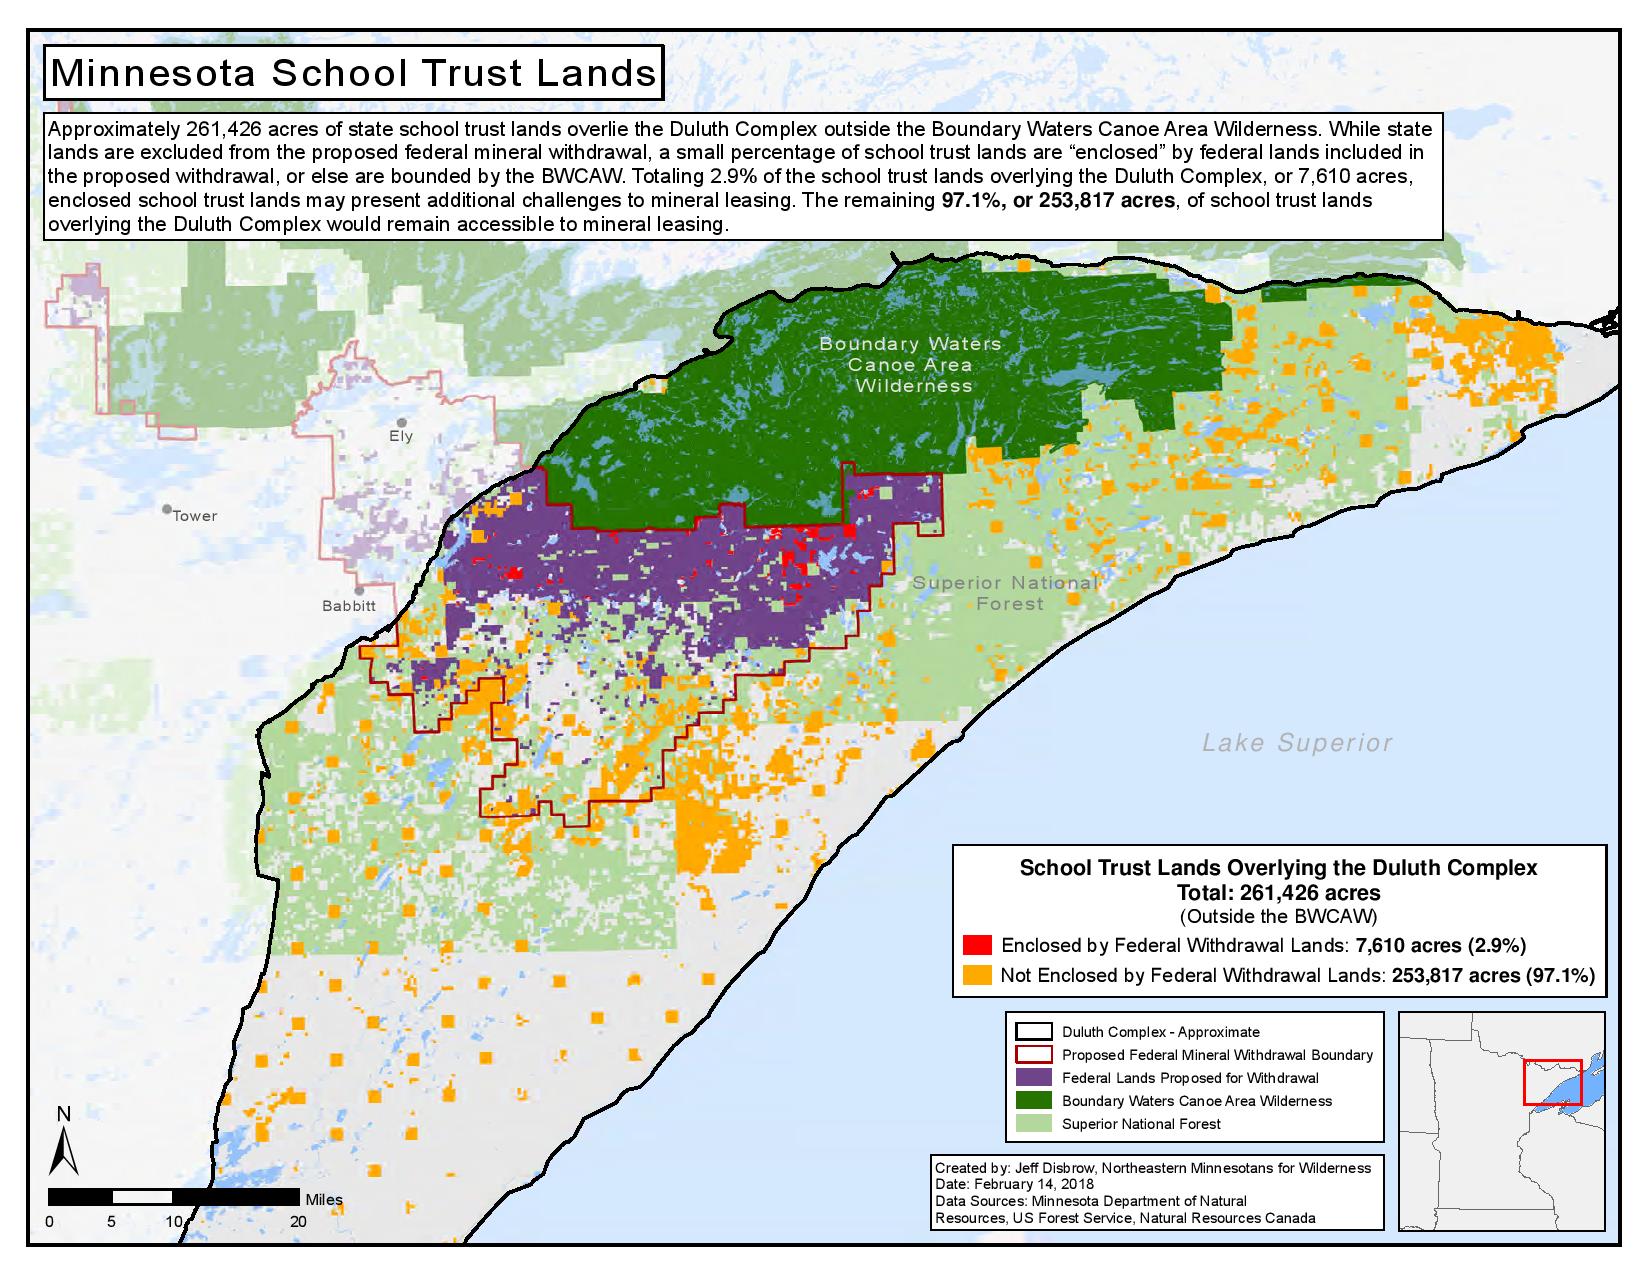 Minnesota School Trust Lands
Approximately 261,426 acres of state school trust lands overlie the Duluth Complex outside the Boundary Waters Canoe Area Wilderness. While state
lands are excluded from the proposed federal mineral withdrawal, a small percentage of school trust lands are “enclosed” by federal lands included in
the proposed withdrawal, or else are bounded by the BWCAW. Totaling 2.9% of the school trust lands overlying the Duluth Complex, or 7,610 acres,
enclosed school trust lands may present additional challenges to mineral leasing. The remaining 97.1%, or 253,817 acres, of school trust lands
overlying the Duluth Complex would remain accessible to mineral leasing.
Boundary Waters
Canoe Area
Wilderness
Ely
Tower
Babbitt
Superior National
Forest
Lake Superior
School Trust Lands Overlying the Duluth Complex
Total: 261,426 acres
(Outside the BWCAW)
Enclosed by Federal Withdrawal Lands: 7,610 acres (2.9%)
Not Enclosed by Federal Withdrawal Lands: 253,817 acres (97.1%)
Duluth Complex - Approximate
Proposed Federal Mineral Withdrawal Boundary
Federal Lands Proposed for Withdrawal
Boundary Waters Canoe Area Wilderness
Superior National Forest
Created by: Jeff Disbrow, Northeastern Minnesotans for Wilderness
Date: February 14, 2018
Data Sources: Minnesota Department of Natural
Resources, US Forest Service, Natural Resources Canada
N
Miles
0 5 10 20